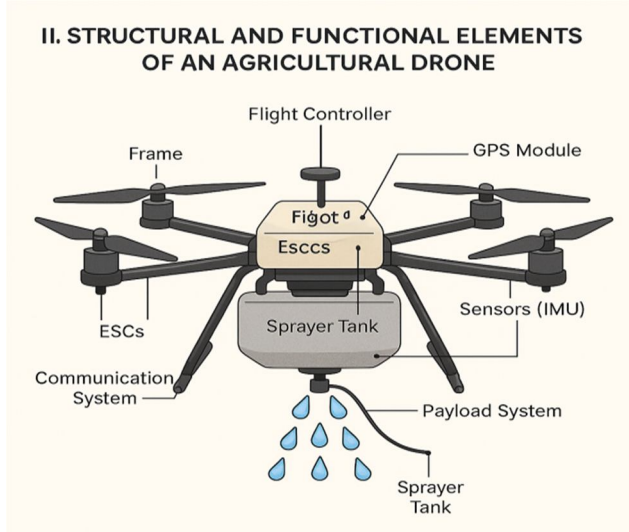 II. STRUCTURAL AND FUNCTIONAL ELEMENTS
OF AN AGRICULTURAL DRONE
Flight Controller
Frame
GPS Module
Figot
Esccs
Sprayer Tank
Sensors (IMU)
ESCs
Communication
System
Payload System
Sprayer
Tank